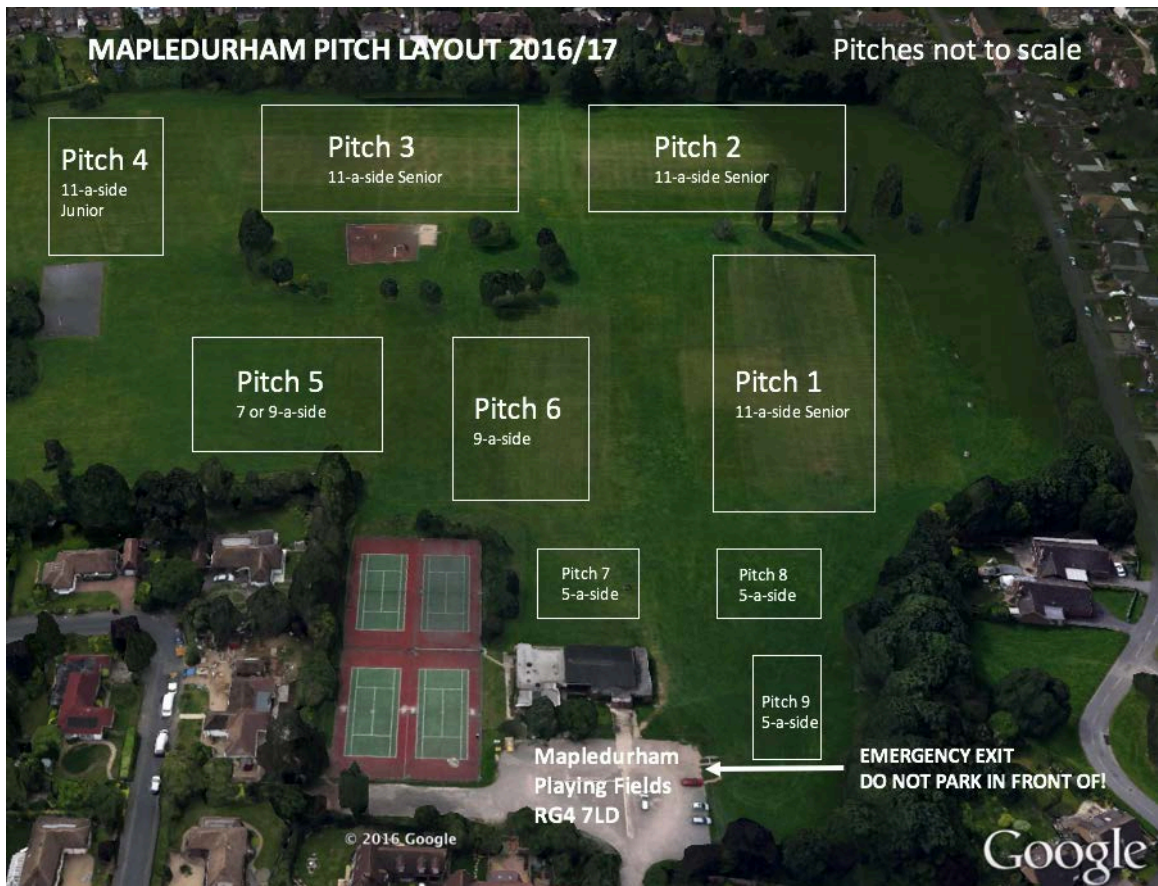 MAPLEDURHAM PITCH LAYOUT 2016/17
Pitches not to scale
Pitch 4
11-a-side
Junior
Pitch 3
11-a-side Senior
Pitch 2
11-a-side Senior
Pitch 5
7 or 9-a-side
Pitch 6
9-a-side
Pitch 1
11-a-side Senior
Pitch 7
5-a-side
Pitch 8
5-a-side
Pitch 9
5-a-side
Mapledurham
Playing Fields
RG4 7LD
EMERGENCY EXIT
DO NOT PARK IN FRONT OF!
© 2016 Google
Google